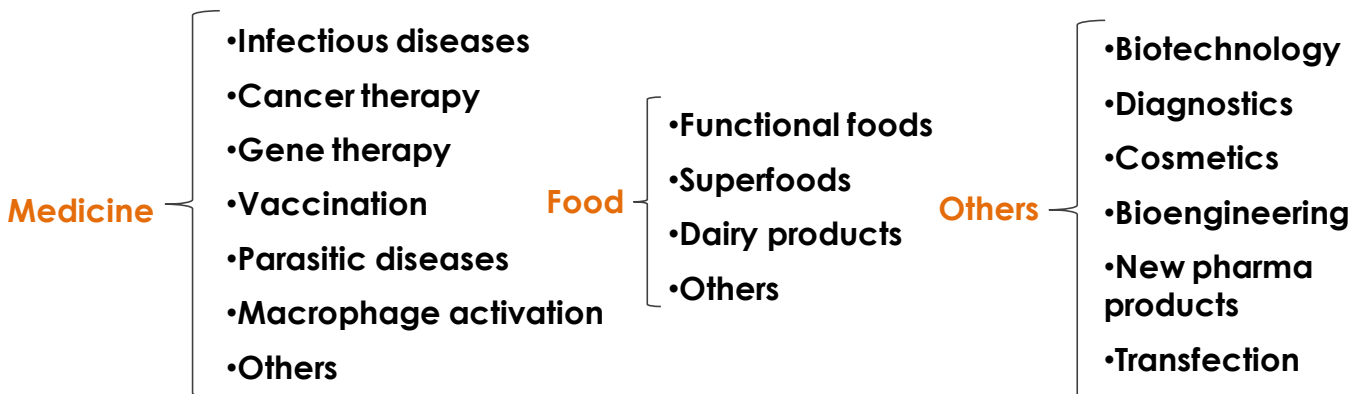 Medicine
•Infectious diseases
•Cancer therapy
•Gene therapy
•Vaccination
•Parasitic diseases
•Macrophage activation
•Others
Food
•Functional foods
•Superfoods
•Dairy products
•Others
Others
•Biotechnology
•Diagnostics
•Cosmetics
•Bioengineering
•New pharma
products
•Transfection